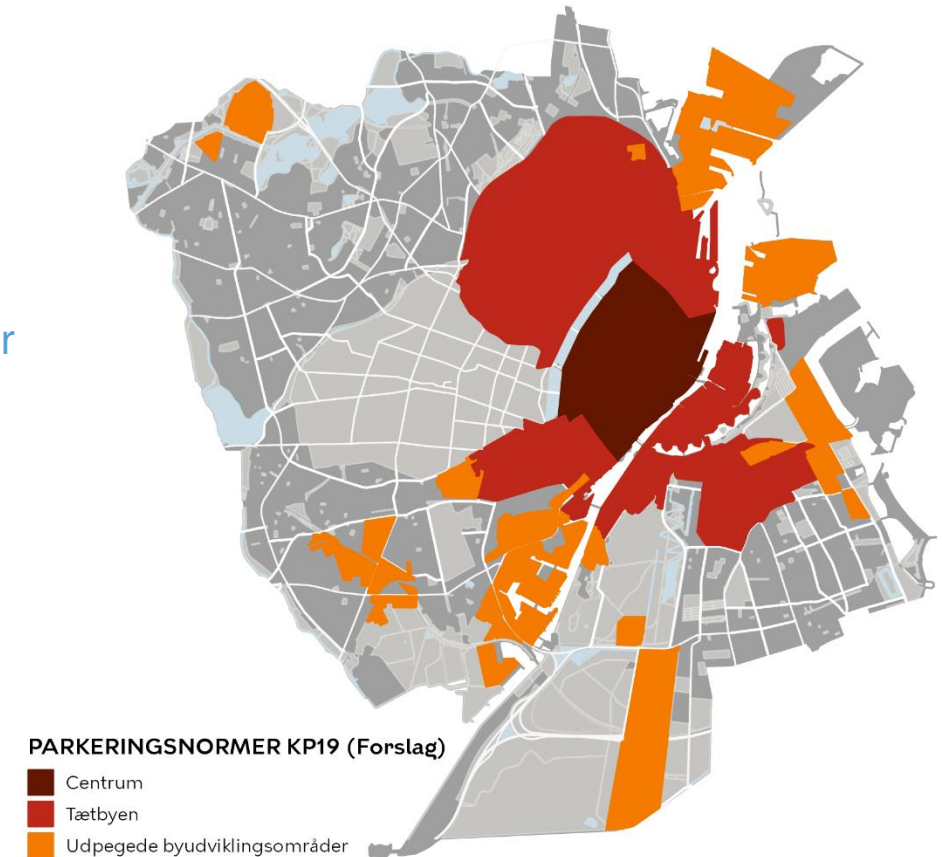 r
PARKERINGSNORMER KP19 (Forslag)
Centrum
Tætbyen
Udpegede byudviklingsområder